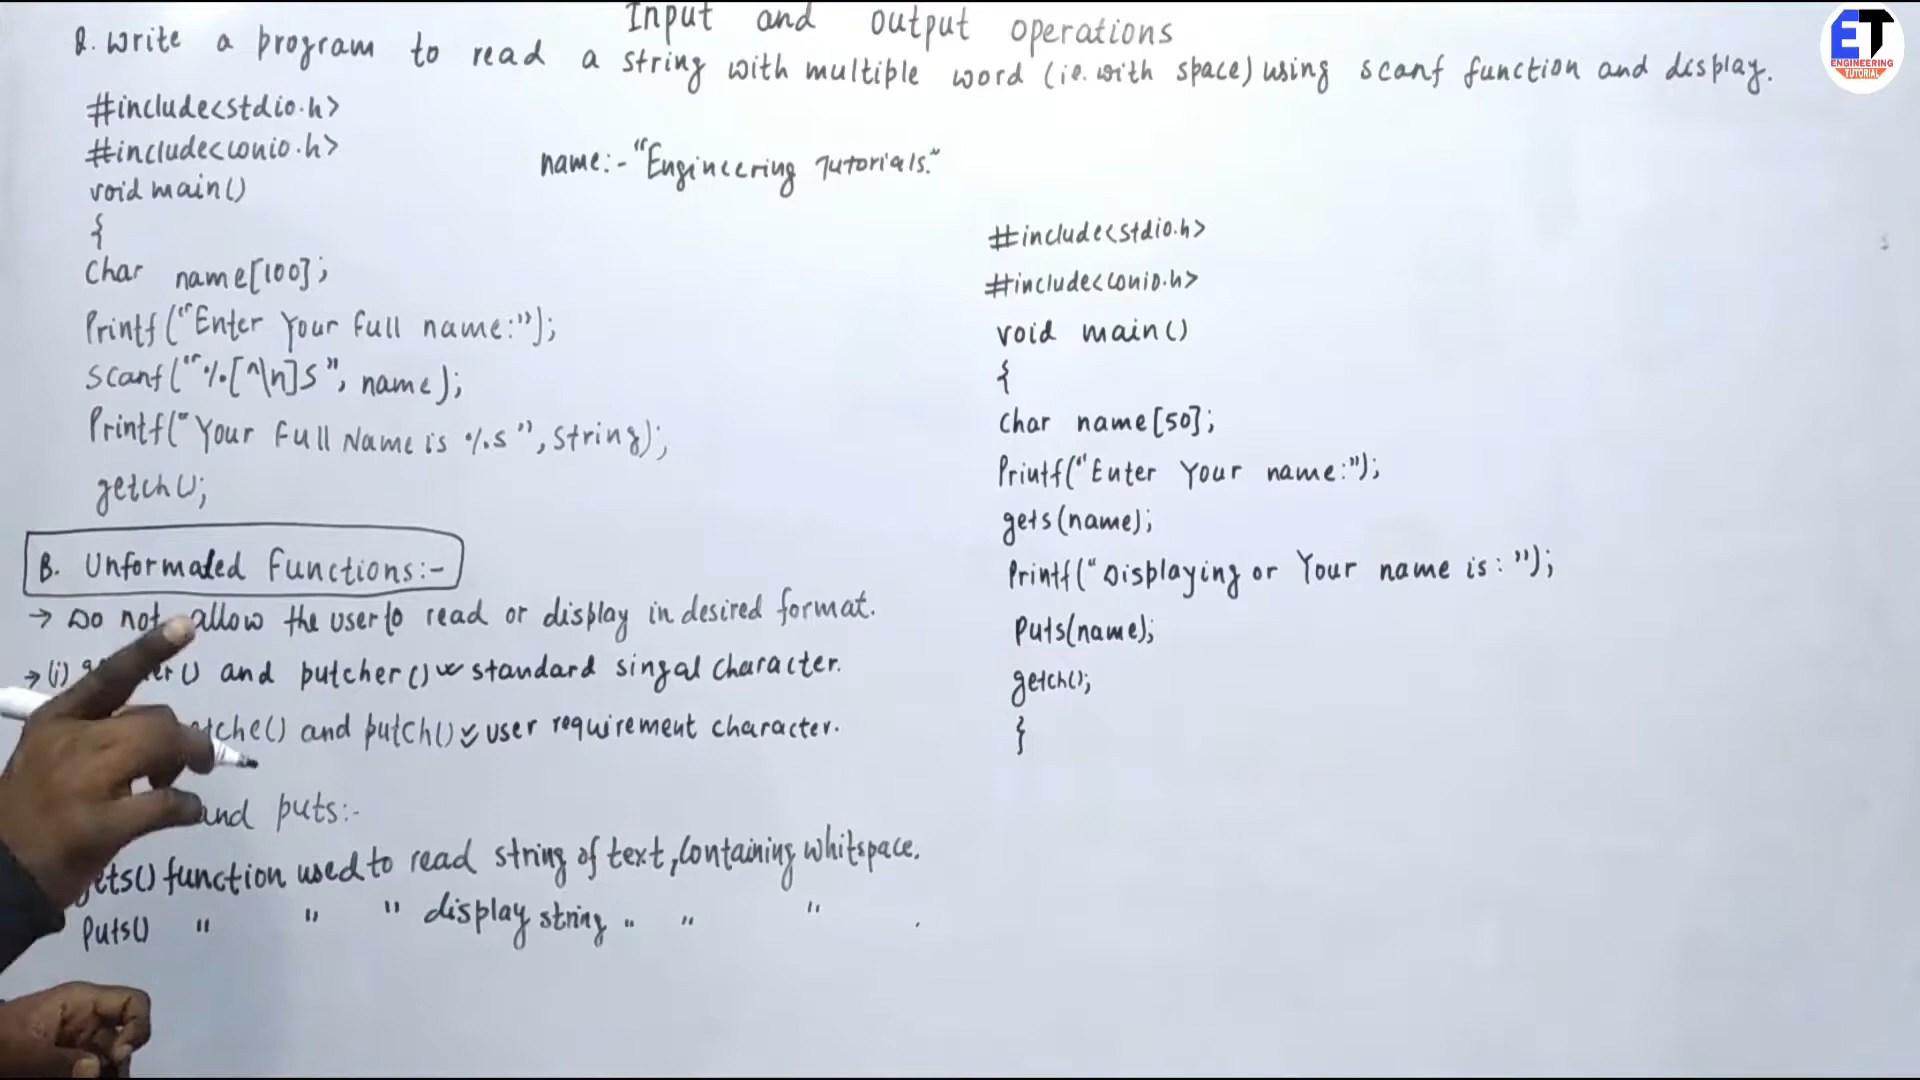 Input and output operations
Q. Write a program to read a string with multiple word (ie. with space) using scanf function and display.
#include<stdio.h>
#include<conio.h>
void main()
{
Char name[100];
Printf("Enter Your Full name:");
Scanf("%[^\n]s", name);
Printf("Your Full Name is %s", string);
getch();
name:- "Engineering Tutorials."
B. Unformated Functions:-
→ Do not allow the user to read or display in desired format.
→ (i) and putcher() standard singal character.
and putch() user requirement character.
and puts:-
gets() function used to read string of text, containing whitspace.
Puts() " " " display string " " " .
#include<stdio.h>
#include<conio.h>
void main()
{
Char name[50];
Printf("Enter Your name:");
gets(name);
Printf("Displaying or Your name is: ");
Puts(name);
getch();
}
ET
ENGINEERING
TUTORIAL